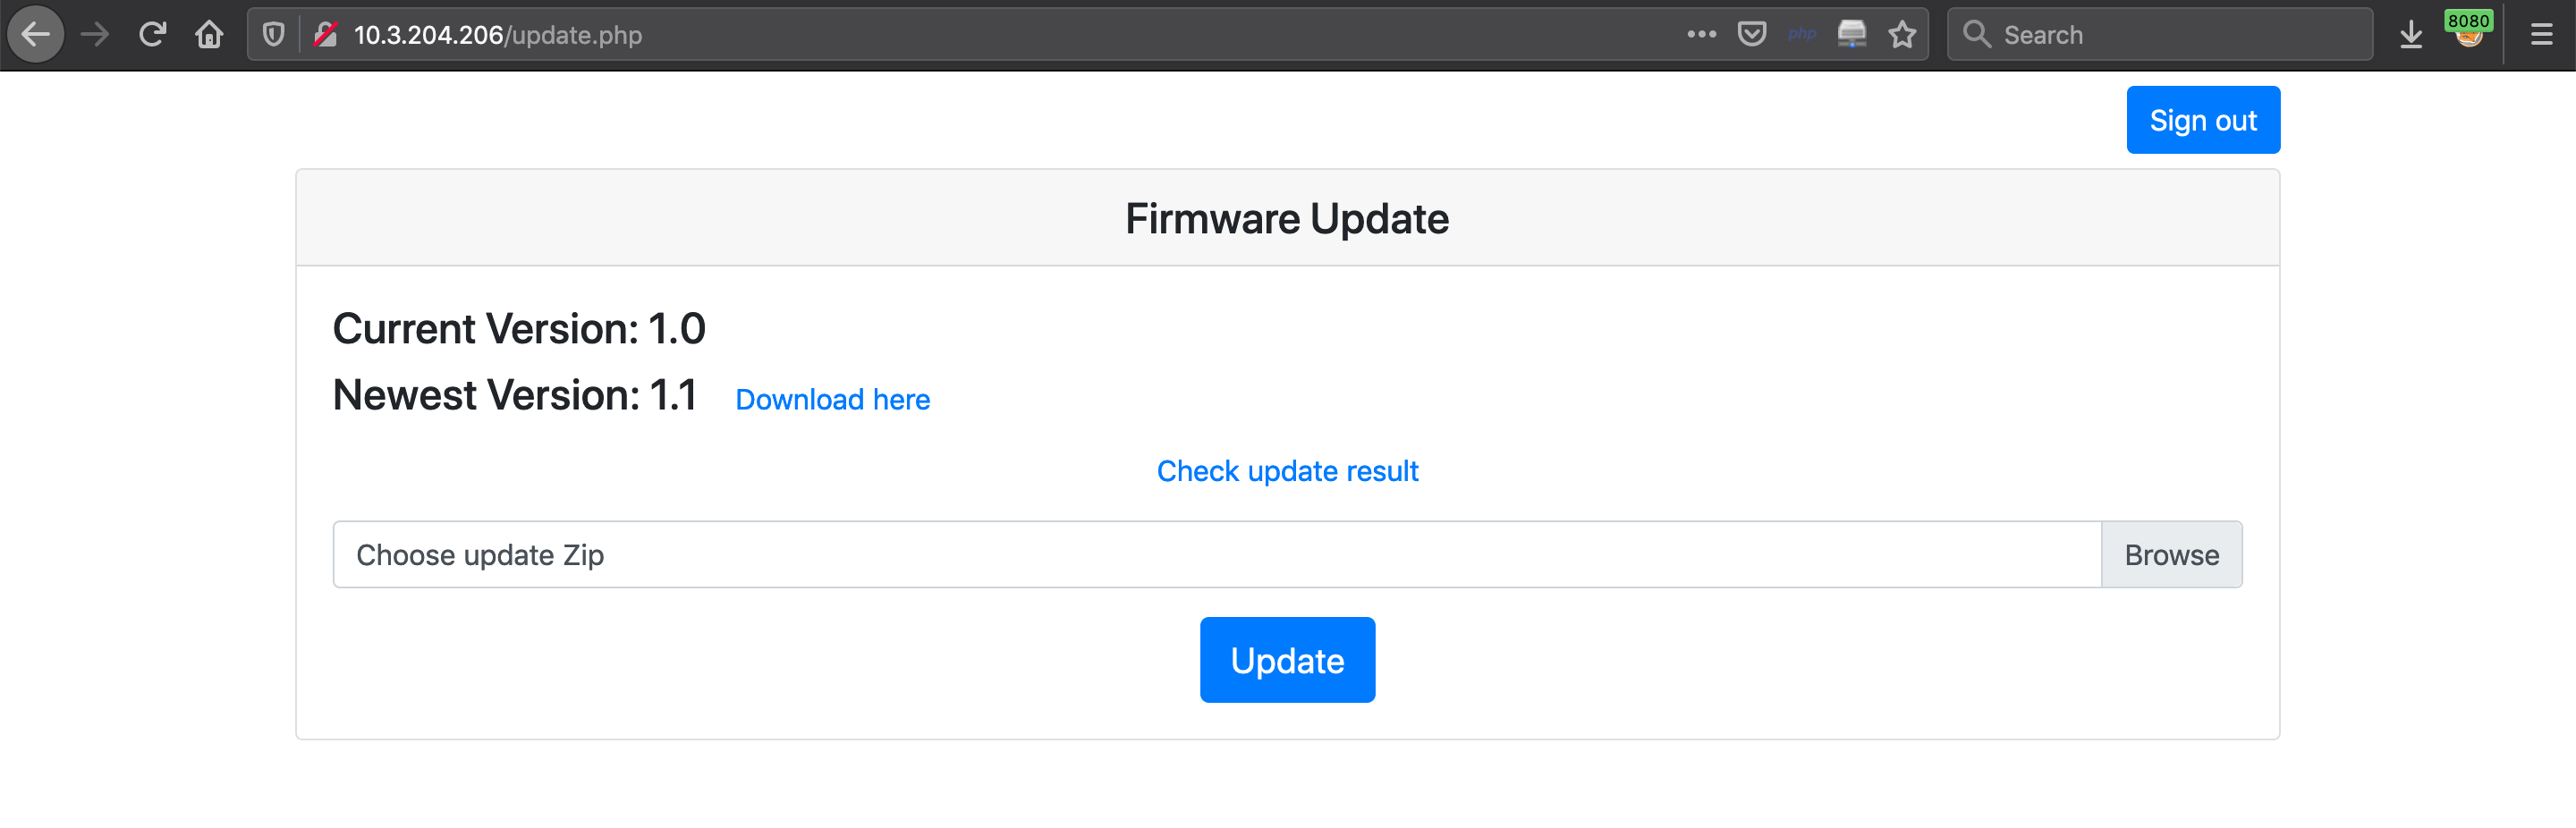 10.3.204.206/update.php
php
Search
8080
Sign out
Firmware Update
Current Version: 1.0
Newest Version: 1.1 Download here
Check update result
Choose update Zip Browse
Update